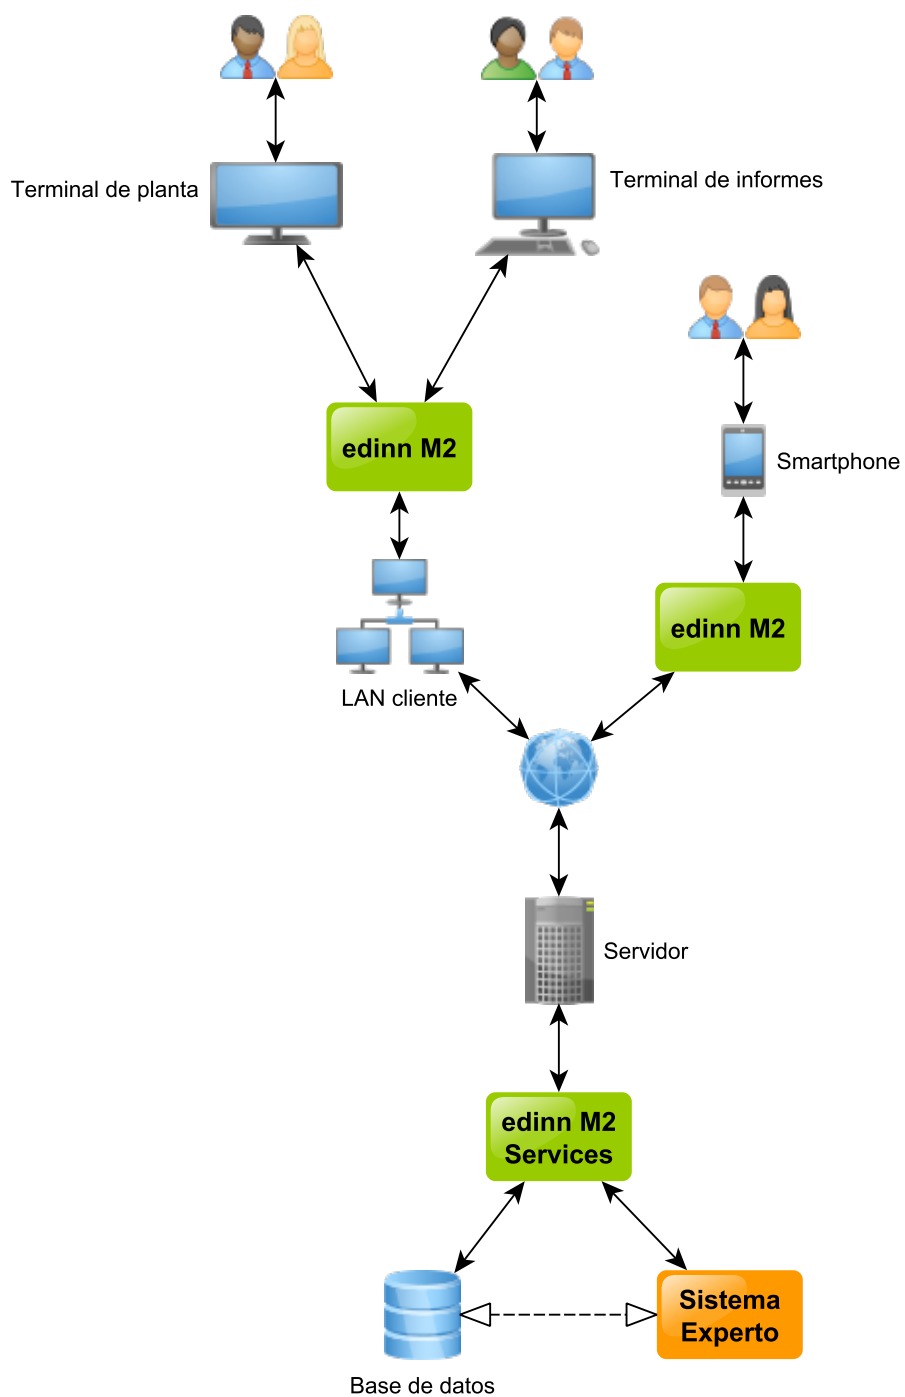 Terminal de planta
Terminal de informes
edinn M2
Smartphone
edinn M2
LAN cliente
Servidor
edinn M2
Services
Sistema
Experto
Base de datos